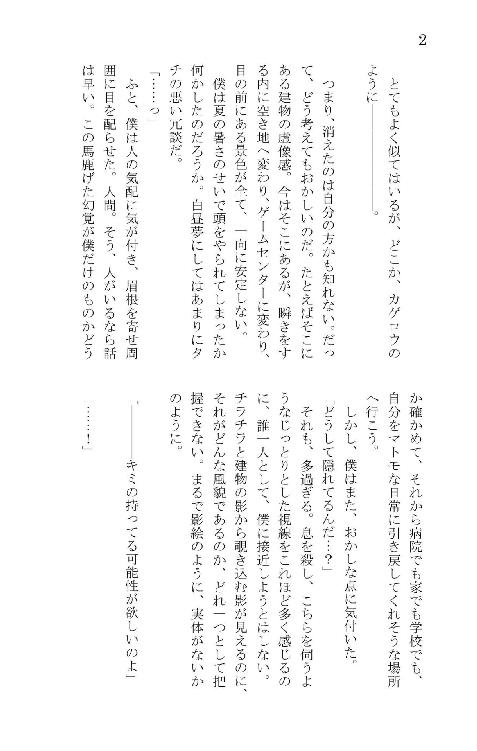 2
　とてもよく似てはいるが、どこか、カゲロウの
ように―――。
　つまり、消えたのは自分の方かも知れない。だっ
て、どう考えてもおかしいのだ。たとえばそこに
ある建物の虚像感。今はそこにあるが、瞬きをす
る内に空き地へ変わり、ゲームセンターに変わり、
目の前にある景色が全て、一向に安定しない。
　僕は夏の暑さのせいで頭をやられてしまったか
何かしたのだろうか。白昼夢にしてはあまりにタ
チの悪い冗談だ。
「……っ」
　ふと、僕は人の気配に気が付き、眉根を寄せ周
囲に目を配らせた。人間。そう、人がいるなら話
は早い。この馬鹿げた幻覚が僕だけのものかどう
か確かめて、それから病院でも家でも学校でも、
自分をマトモな日常に引き戻してくれそうな場所
へ行こう。
　しかし、僕はまた、おかしな点に気付いた。
「どうして隠れてるんだ…？」
　それも、多過ぎる。息を殺し、こちらを伺うよ
うなじっとりとした視線をこれほど多く感じるの
に、誰一人として、僕に接近しようとはしない。
チラチラと建物の影から覗き込む影が見えるのに、
それがどんな風貌であるのか、どれ一つとして把
握できない。まるで影絵のように、実体がないか
のように。
「―――キミの持ってる可能性が欲しいのよ」
「……！」